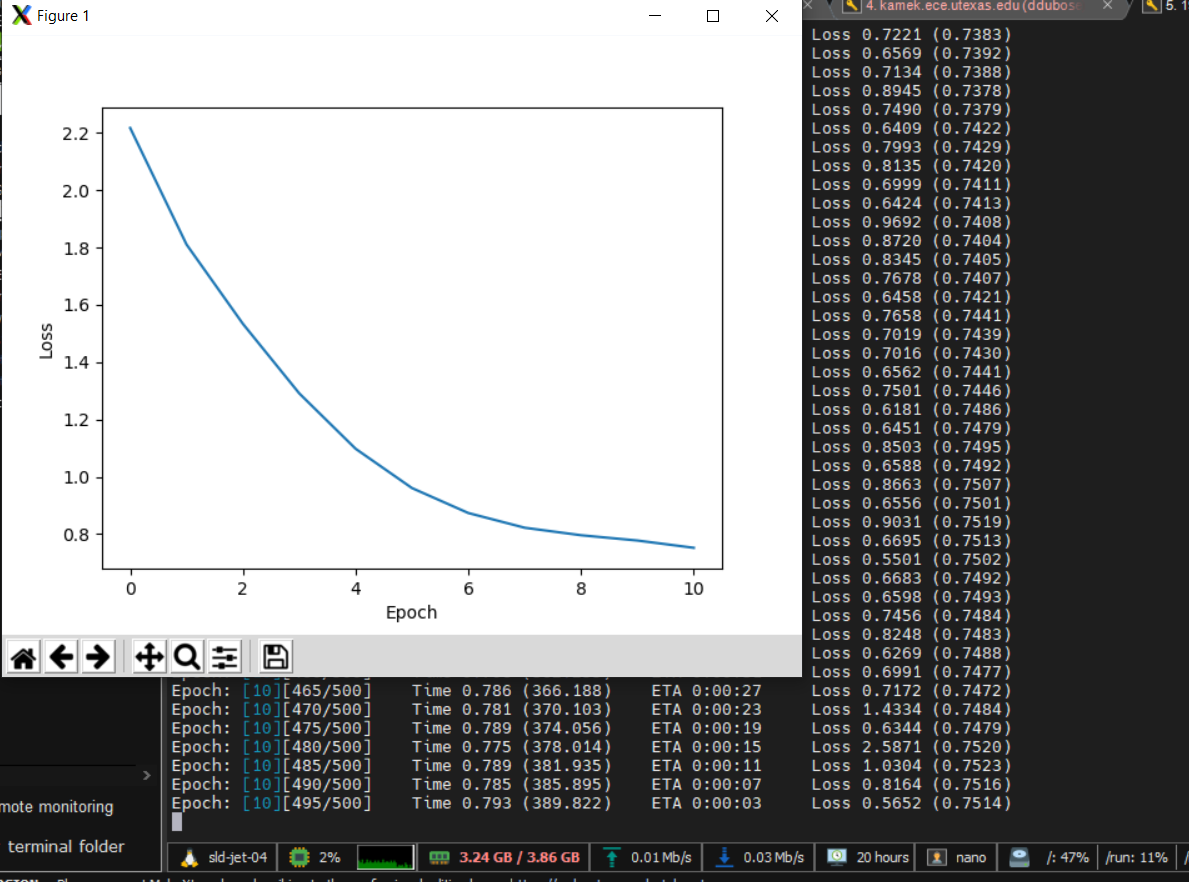 Figure 1
4. kamek.ece.utexas.edu (ddubos
5. 1
2.2
2.0
1.8
1.6
1.4
1.2
1.0
0.8
Loss
0 2 4 6 8 10
Epoch
Loss 0.7221 (0.7383)
Loss 0.6569 (0.7392)
Loss 0.7134 (0.7388)
Loss 0.8945 (0.7378)
Loss 0.7490 (0.7379)
Loss 0.6409 (0.7422)
Loss 0.7993 (0.7429)
Loss 0.8135 (0.7420)
Loss 0.6999 (0.7411)
Loss 0.6424 (0.7413)
Loss 0.9692 (0.7408)
Loss 0.8720 (0.7404)
Loss 0.8345 (0.7405)
Loss 0.7678 (0.7407)
Loss 0.6458 (0.7421)
Loss 0.7658 (0.7441)
Loss 0.7019 (0.7439)
Loss 0.7016 (0.7430)
Loss 0.6562 (0.7441)
Loss 0.7501 (0.7446)
Loss 0.6181 (0.7486)
Loss 0.6451 (0.7479)
Loss 0.8503 (0.7495)
Loss 0.6588 (0.7492)
Loss 0.8663 (0.7507)
Loss 0.6556 (0.7501)
Loss 0.9031 (0.7519)
Loss 0.6695 (0.7513)
Loss 0.5501 (0.7502)
Loss 0.6683 (0.7492)
Loss 0.6598 (0.7493)
Loss 0.7456 (0.7484)
Loss 0.8248 (0.7483)
Loss 0.6269 (0.7488)
Loss 0.6991 (0.7477)
Epoch: [10][465/500] Time 0.786 (366.188) ETA 0:00:27 Loss 0.7172 (0.7472)
Epoch: [10][470/500] Time 0.781 (370.103) ETA 0:00:23 Loss 1.4334 (0.7484)
Epoch: [10][475/500] Time 0.789 (374.056) ETA 0:00:19 Loss 0.6344 (0.7479)
Epoch: [10][480/500] Time 0.775 (378.014) ETA 0:00:15 Loss 2.5871 (0.7520)
Epoch: [10][485/500] Time 0.789 (381.935) ETA 0:00:11 Loss 1.0304 (0.7523)
Epoch: [10][490/500] Time 0.785 (385.895) ETA 0:00:07 Loss 0.8164 (0.7516)
Epoch: [10][495/500] Time 0.793 (389.822) ETA 0:00:03 Loss 0.5652 (0.7514)
mote monitoring
terminal folder
sld-jet-04 2% 3.24 GB / 3.86 GB 0.01 Mb/s 0.03 Mb/s 20 hours nano /: 47% /run: 11% /